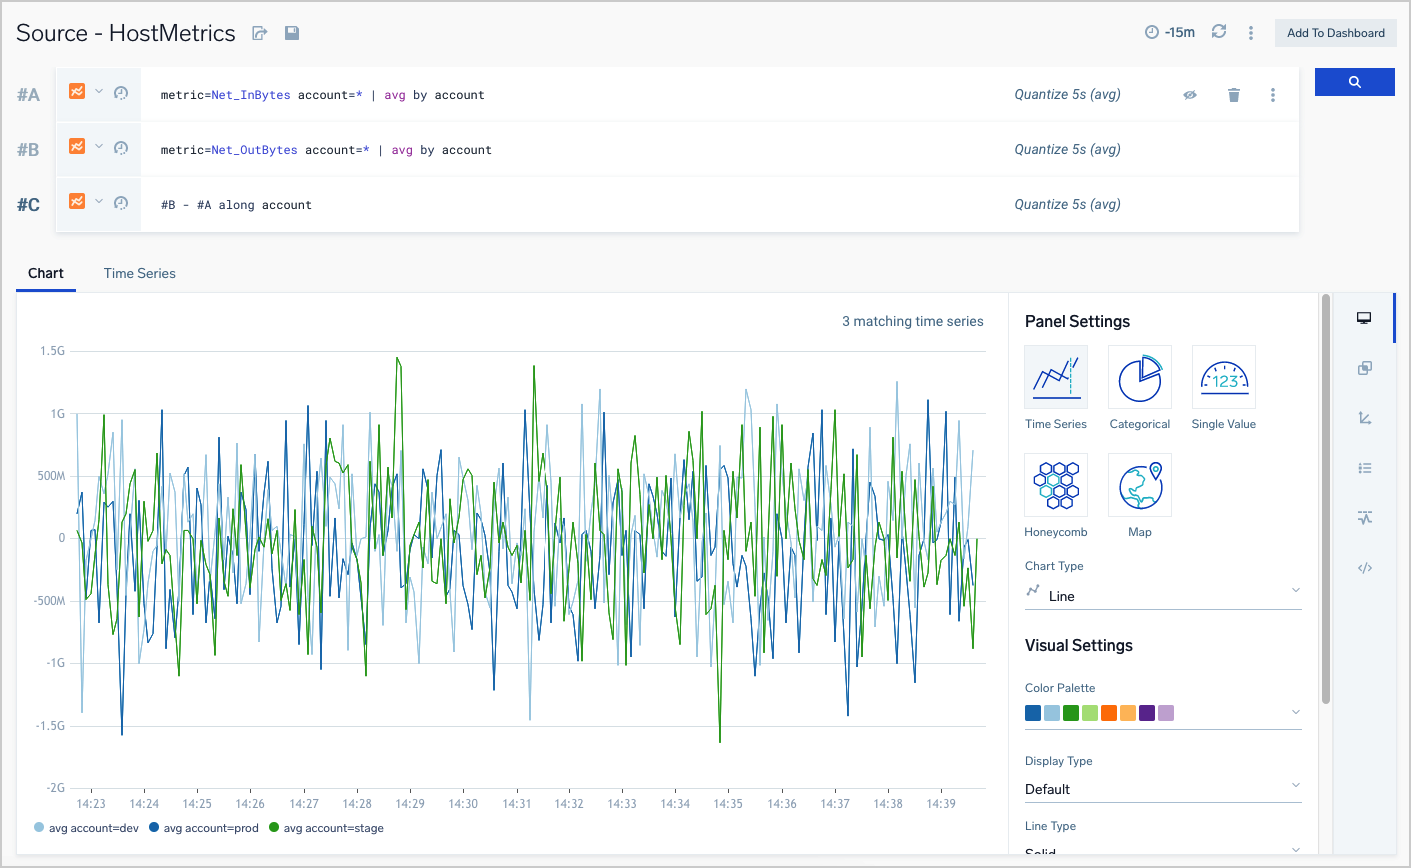 Source - HostMetrics
-15m
Add To Dashboard
#A
metric=Net_InBytes account=* | avg by account
Quantize 5s (avg)
#B
metric=Net_OutBytes account=* | avg by account
Quantize 5s (avg)
#C
#B - #A along account
Quantize 5s (avg)
Chart
Time Series
3 matching time series
1.5G
1G
500M
0
-500M
-1G
-1.5G
-2G
14:23 14:24 14:25 14:26 14:27 14:28 14:29 14:30 14:31 14:32 14:33 14:34 14:35 14:36 14:37 14:38 14:39
avg account=dev avg account=prod avg account=stage
Panel Settings
123
Time Series Categorical Single Value
Honeycomb Map
Chart Type
Line
Visual Settings
Color Palette
Display Type
Default
Line Type
Solid